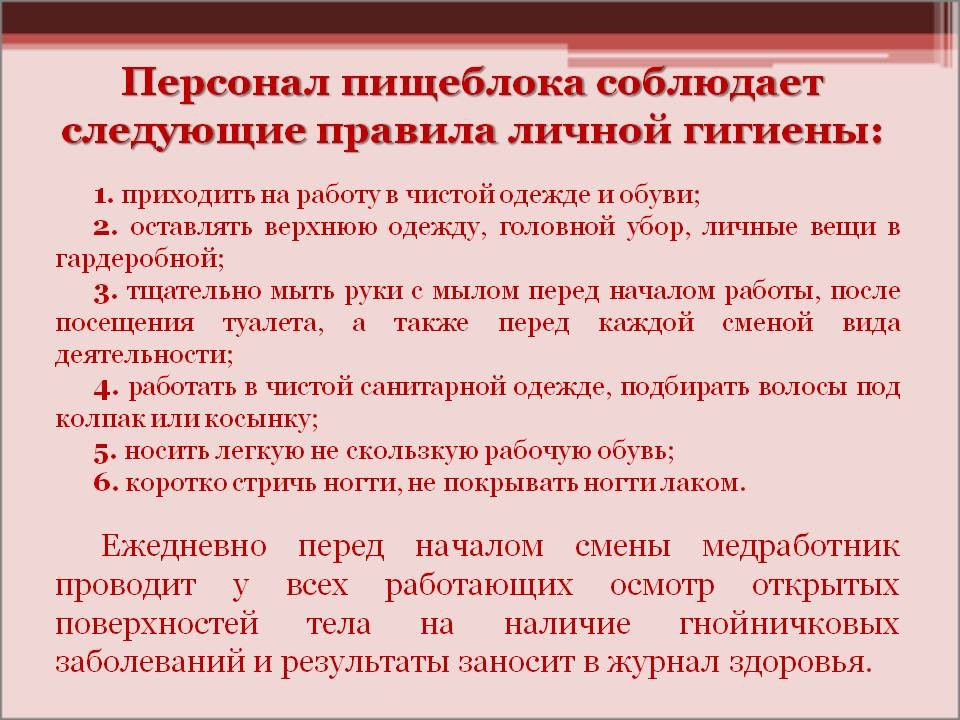 Персонал пищеблока соблюдает
следующие правила личной гигиены:
1. приходить на работу в чистой одежде и обуви;
2. оставлять верхнюю одежду, головной убор, личные вещи в
гардеробной;
3. тщательно мыть руки с мылом перед началом работы, после
посещения туалета, а также перед каждой сменой вида
деятельности;
4. работать в чистой санитарной одежде, подбирать волосы под
колпак или косынку;
5. носить легкую не скользкую рабочую обувь;
6. коротко стричь ногти, не покрывать ногти лаком.
Ежедневно перед началом смены медработник
проводит у всех работающих осмотр открытых
поверхностей тела на наличие гнойничковых
заболеваний и результаты заносит в журнал здоровья.